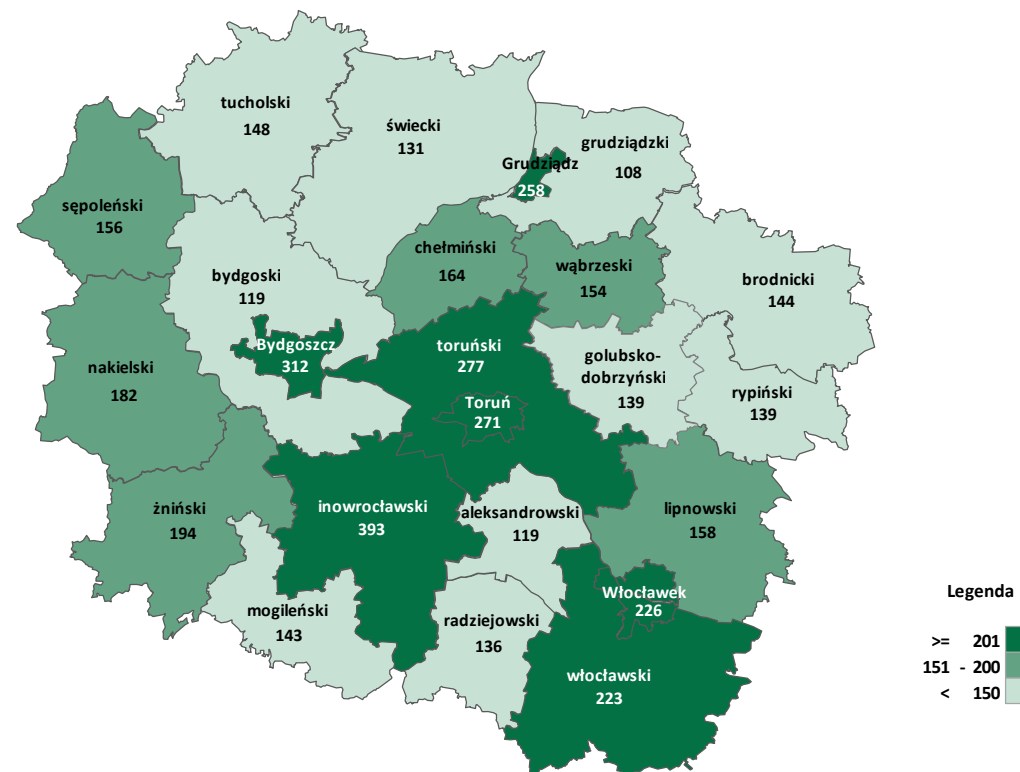 tucholski
148
świecki
131
grudziądzki
108
Grudziądz
258
sępoleński
156
bydgoski
119
chełmiński
164
wąbrzeski
154
brodnicki
144
Bydgoszcz
312
toruński
277
golubsko-
dobrzyński
139
nakielski
182
rypiński
139
Toruń
271
żniński
194
inowrocławski
393
aleksandrowski
119
lipnowski
158
mogileński
143
radziejowski
136
Włocławek
226
włocławski
223
Legenda
>= 201
151 - 200
< 150